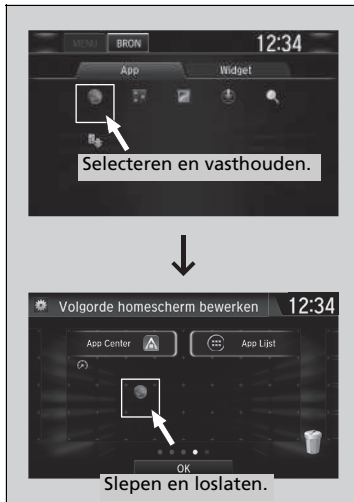 MENU BRON 12:34
App Widget
Selecteren en vasthouden.
Volgorde homescherm bewerken 12:34
App Center App Lijst
OK
Slepen en loslaten.